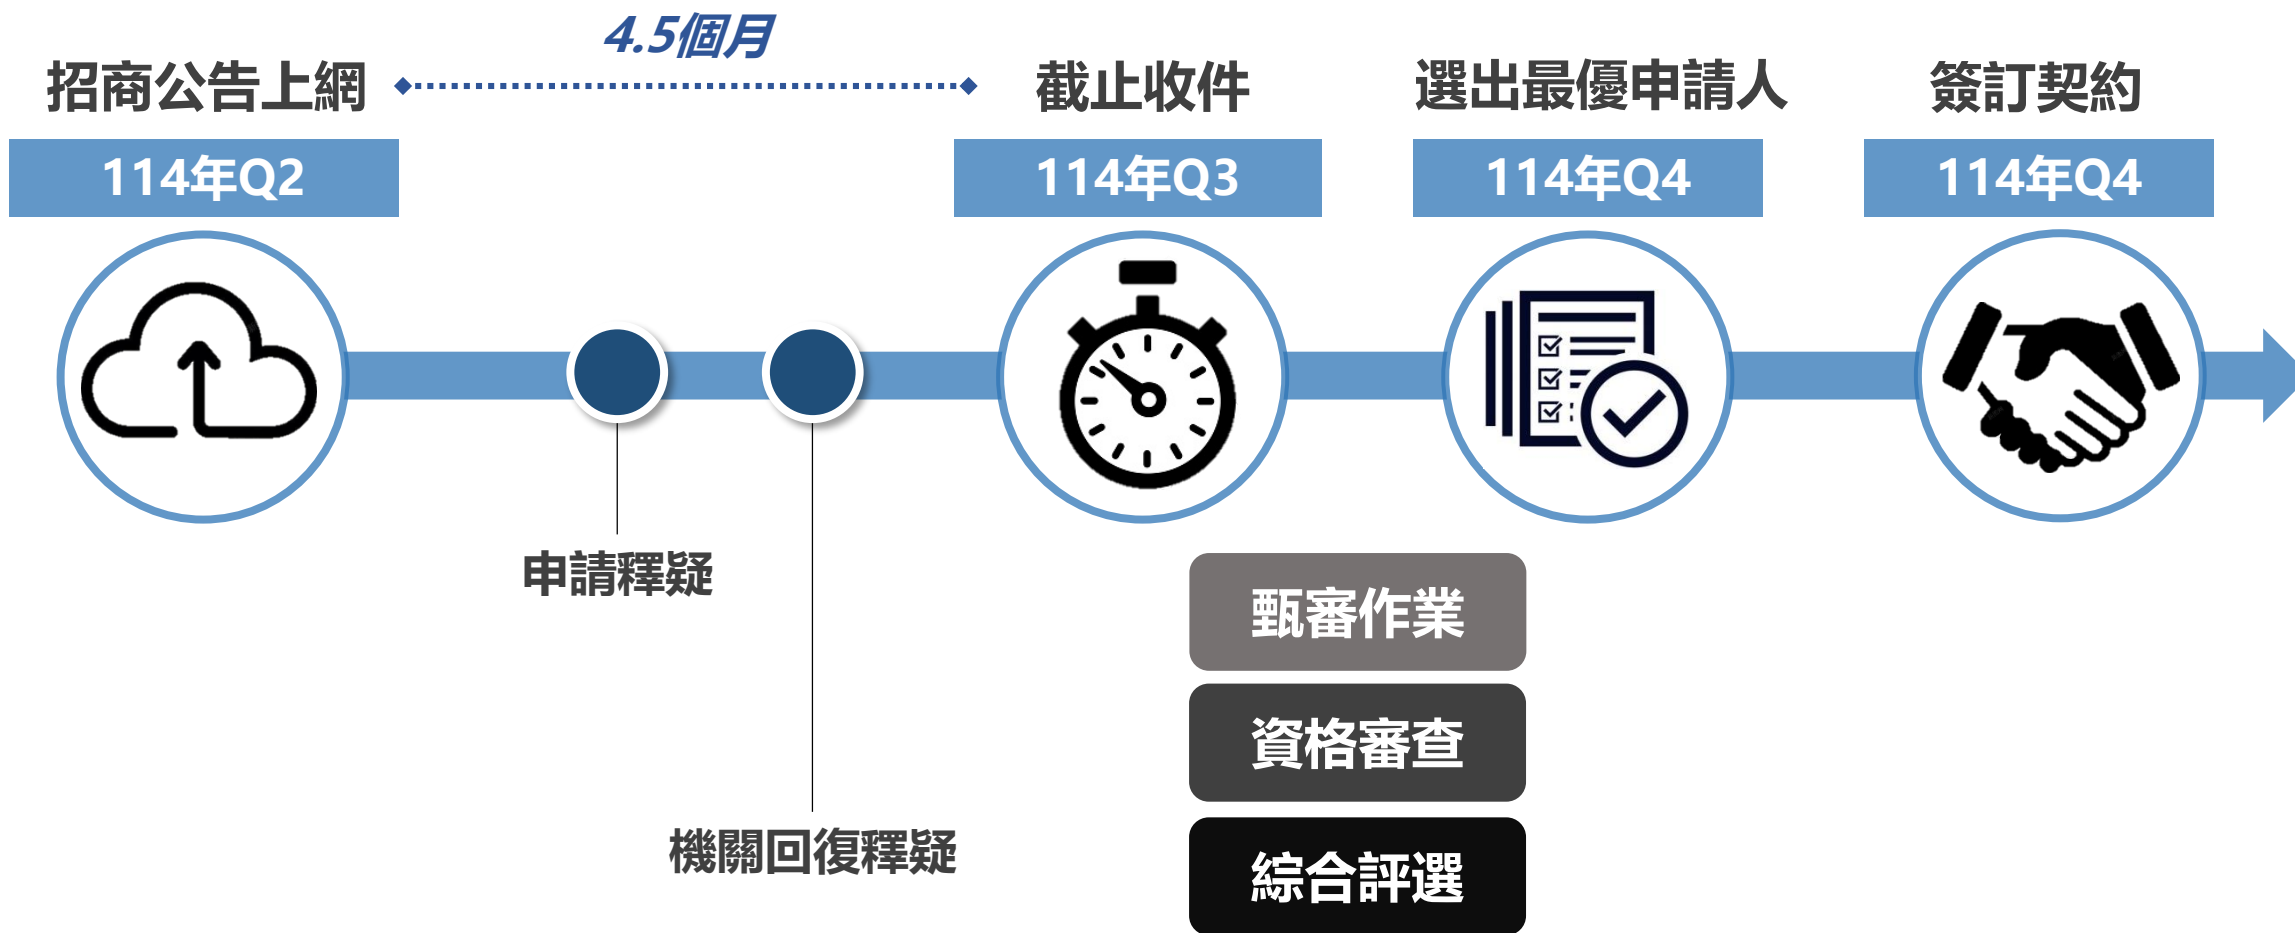 4.5個月
招商公告上網
截止收件
選出最優申請人
簽訂契約
114年Q2
114年Q3
114年Q4
114年Q4
申請釋疑
機關回復釋疑
甄審作業
資格審查
綜合評選